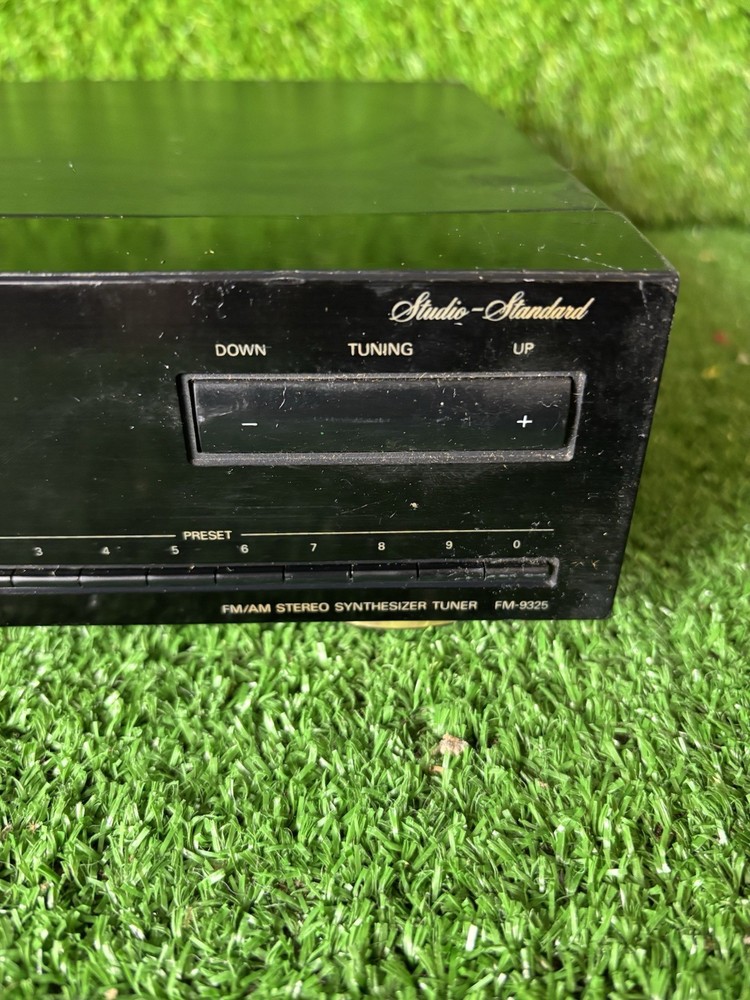 Studio-Standard
DOWN TUNING UP
– +
PRESET
3 4 5 6 7 8 9 0
FM/AM STEREO SYNTHESIZER TUNER FM-9325